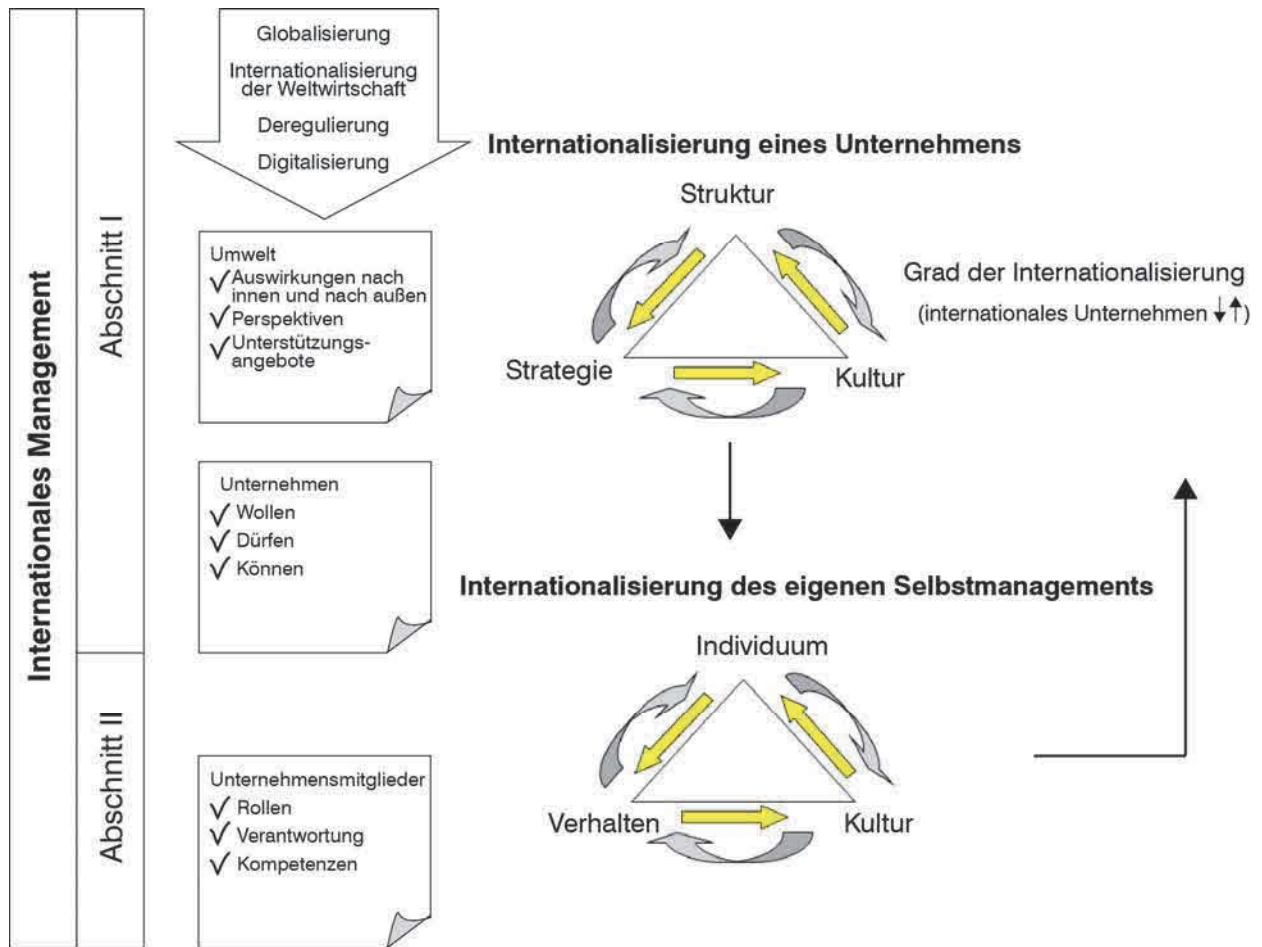 Internationales Management
Abschnitt I
Abschnitt II
Globalisierung
Internationalisierung
der Weltwirtschaft
Deregulierung
Digitalisierung
Umwelt
✓ Auswirkungen nach
innen und nach außen
✓ Perspektiven
✓ Unterstützungs-
angebote
Unternehmen
✓ Wollen
✓ Dürfen
✓ Können
Unternehmensmitglieder
✓ Rollen
✓ Verantwortung
✓ Kompetenzen
Internationalisierung eines Unternehmens
Struktur
Strategie
Kultur
Grad der Internationalisierung
(internationales Unternehmen ↓↑)
Internationalisierung des eigenen Selbstmanagements
Individuum
Verhalten
Kultur